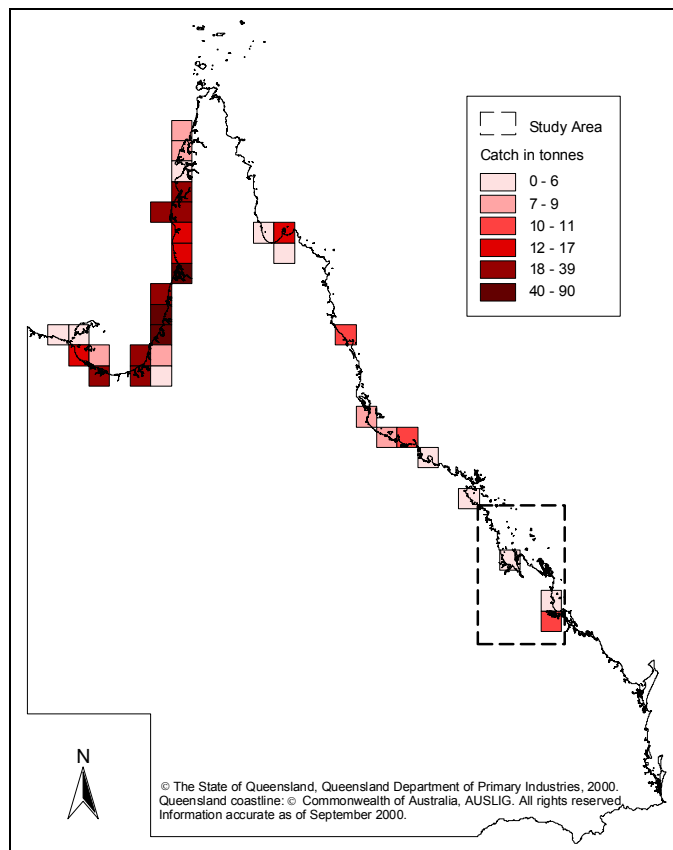 Study Area
Catch in tonnes
0 - 6
7 - 9
10 - 11
12 - 17
18 - 39
40 - 90
N
© The State of Queensland, Queensland Department of Primary Industries, 2000.
Queensland coastline: © Commonwealth of Australia, AUSLIG. All rights reserved
Information accurate as of September 2000.